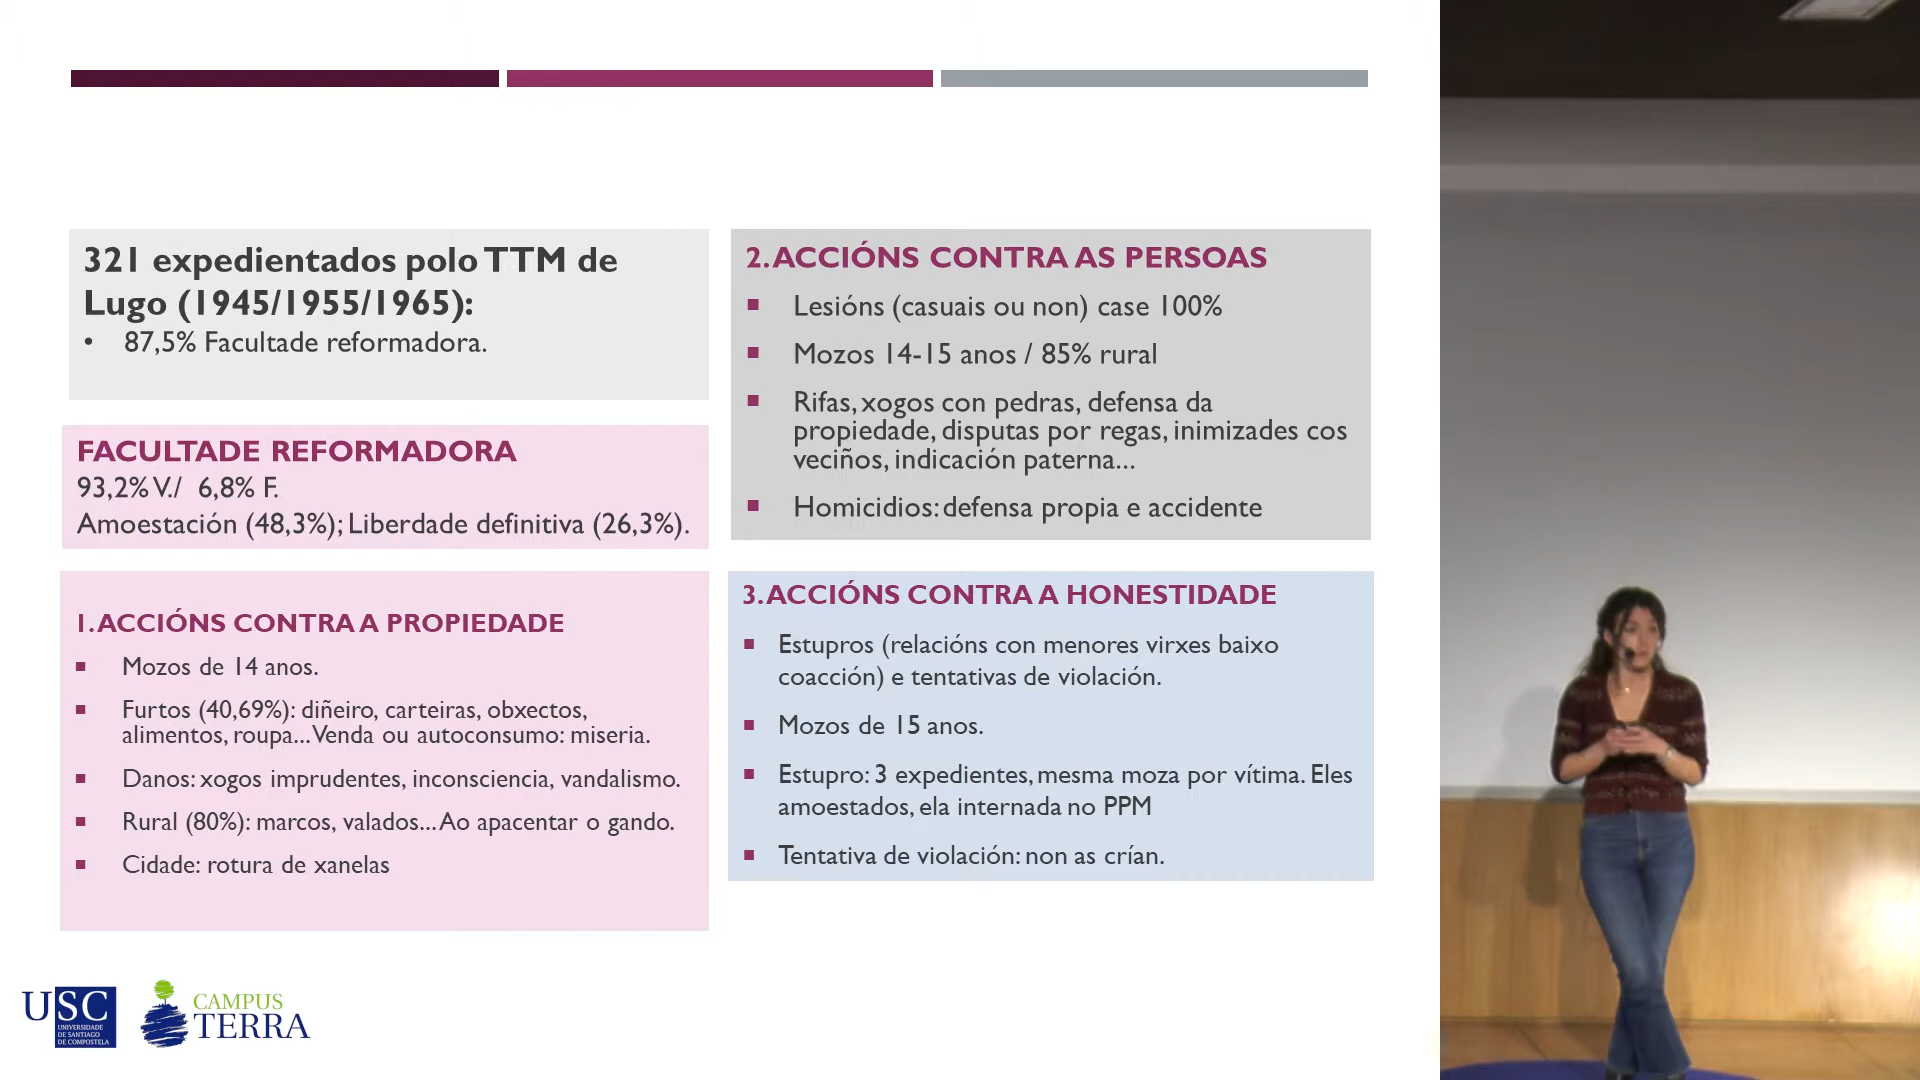 321 expedientados polo TTM de
Lugo (1945/1955/1965):
• 87,5% Facultade reformadora.
FACULTADE REFORMADORA
93,2% V./ 6,8% F.
Amoestación (48,3%); Liberdade definitiva (26,3%).
1. ACCIÓNS CONTRA A PROPIEDADE
Mozos de 14 anos.
Furtos (40,69%): diñeiro, carteiras, obxectos,
alimentos, roupa... Venda ou autoconsumo: miseria.
Danos: xogos imprudentes, inconsciencia, vandalismo.
Rural (80%): marcos, valados... Ao apacentar o gando.
Cidade: rotura de xanelas
2. ACCIÓNS CONTRA AS PERSOAS
Lesións (casuais ou non) case 100%
Mozos 14-15 anos / 85% rural
Rifas, xogos con pedras, defensa da
propiedade, disputas por regas, inimizades cos
veciños, indicación paterna...
Homicidios: defensa propia e accidente
3. ACCIÓNS CONTRA A HONESTIDADE
Estupros (relacións con menores virxes baixo
coacción) e tentativas de violación.
Mozos de 15 anos.
Estupro: 3 expedientes, mesma moza por vítima. Eles
amoestados, ela internada no PPM
Tentativa de violación: non as crían.
USC
UNIVERSIDADE
DE SANTIAGO
DE COMPOSTELA
CAMPUS
TERRA